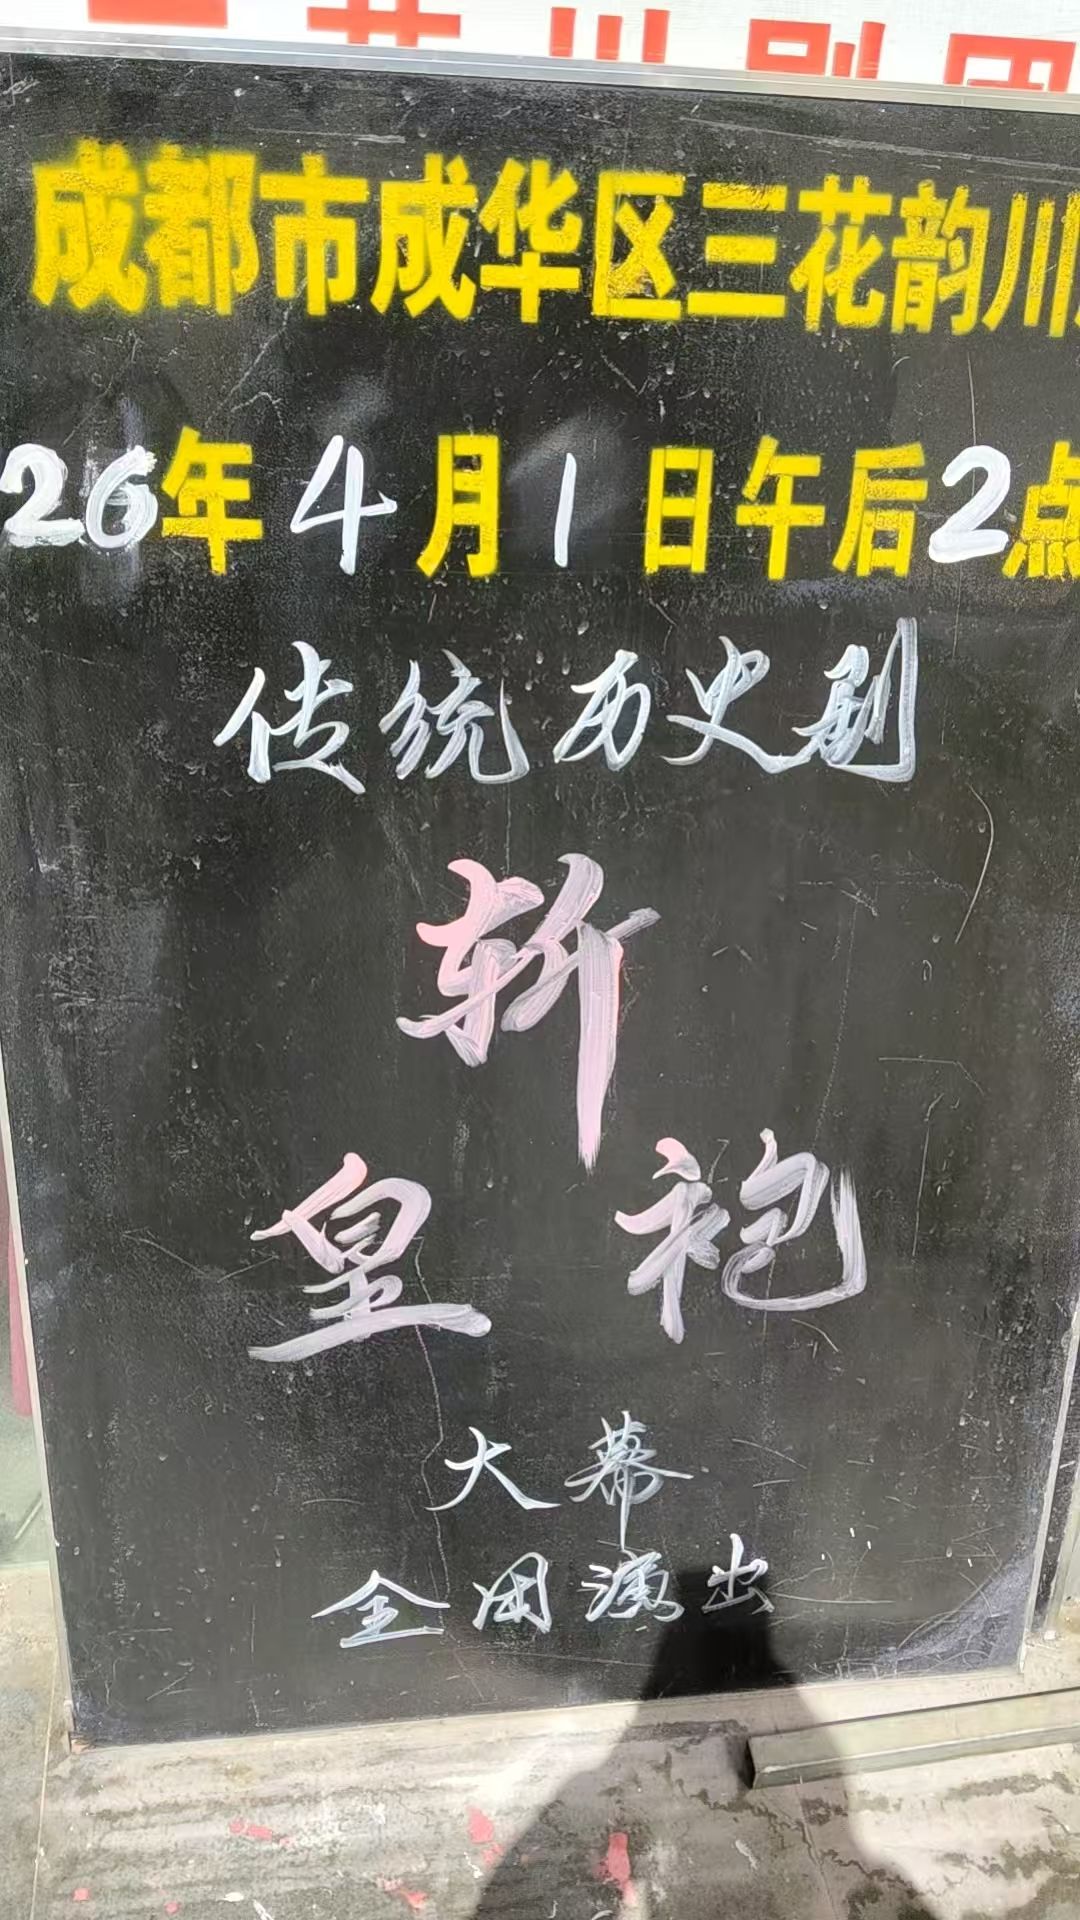 成都市成华区三花韵川
26年4月1日午后2点
传统历史剧
斩
皇袍
大幕
全团演出